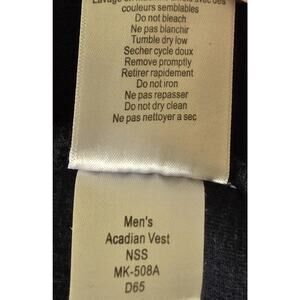 couleurs semblables
Do not bleach
Ne pas blanchir
Tumble dry low
Secher cycle doux
Remove promptly
Retirer rapidement
Do not iron
Ne pas repasser
Do not dry clean
Ne pas nettoyer a sec
Men's
Acadian Vest
NSS
MK-508A
D65